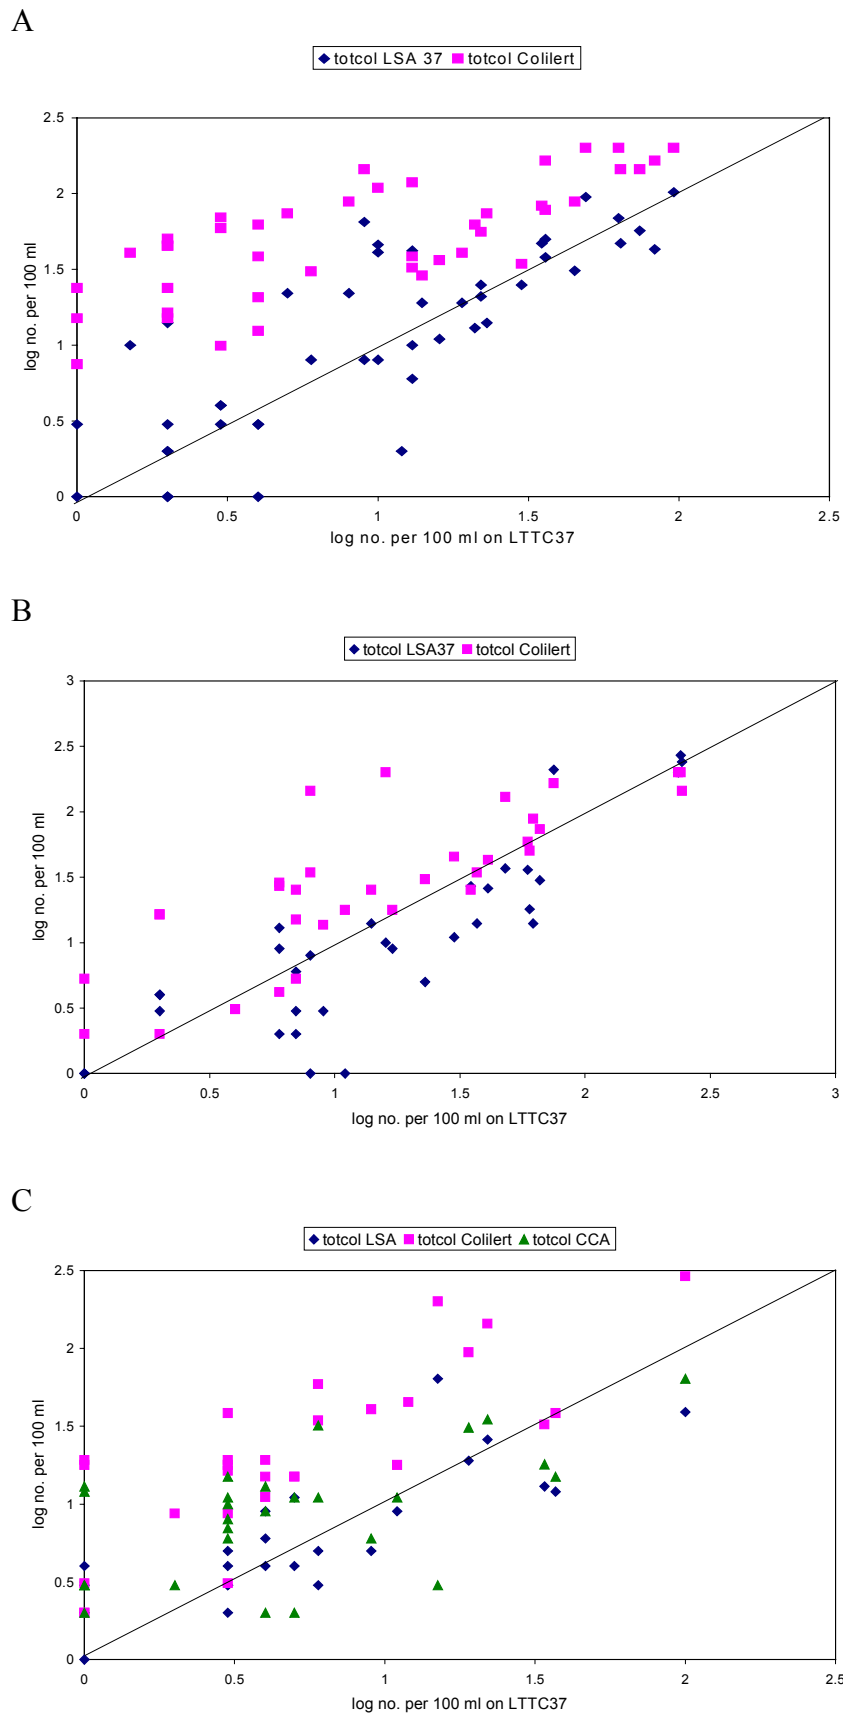 A
totcol LSA 37 totcol Colilert
2.5
2
1.5
1
0.5
0
log no. per 100 ml
0 0.5 1 1.5 2 2.5
log no. per 100 ml on LTTC37
B
totcol LSA37 totcol Colilert
3
2.5
2
1.5
1
0.5
0
log no. per 100 ml
0 0.5 1 1.5 2 2.5 3
log no. per 100 ml on LTTC37
C
totcol LSA totcol Colilert totcol CCA
2.5
2
1.5
1
0.5
0
log no. per 100 ml
0 0.5 1 1.5 2 2.5
log no. per 100 ml on LTTC37